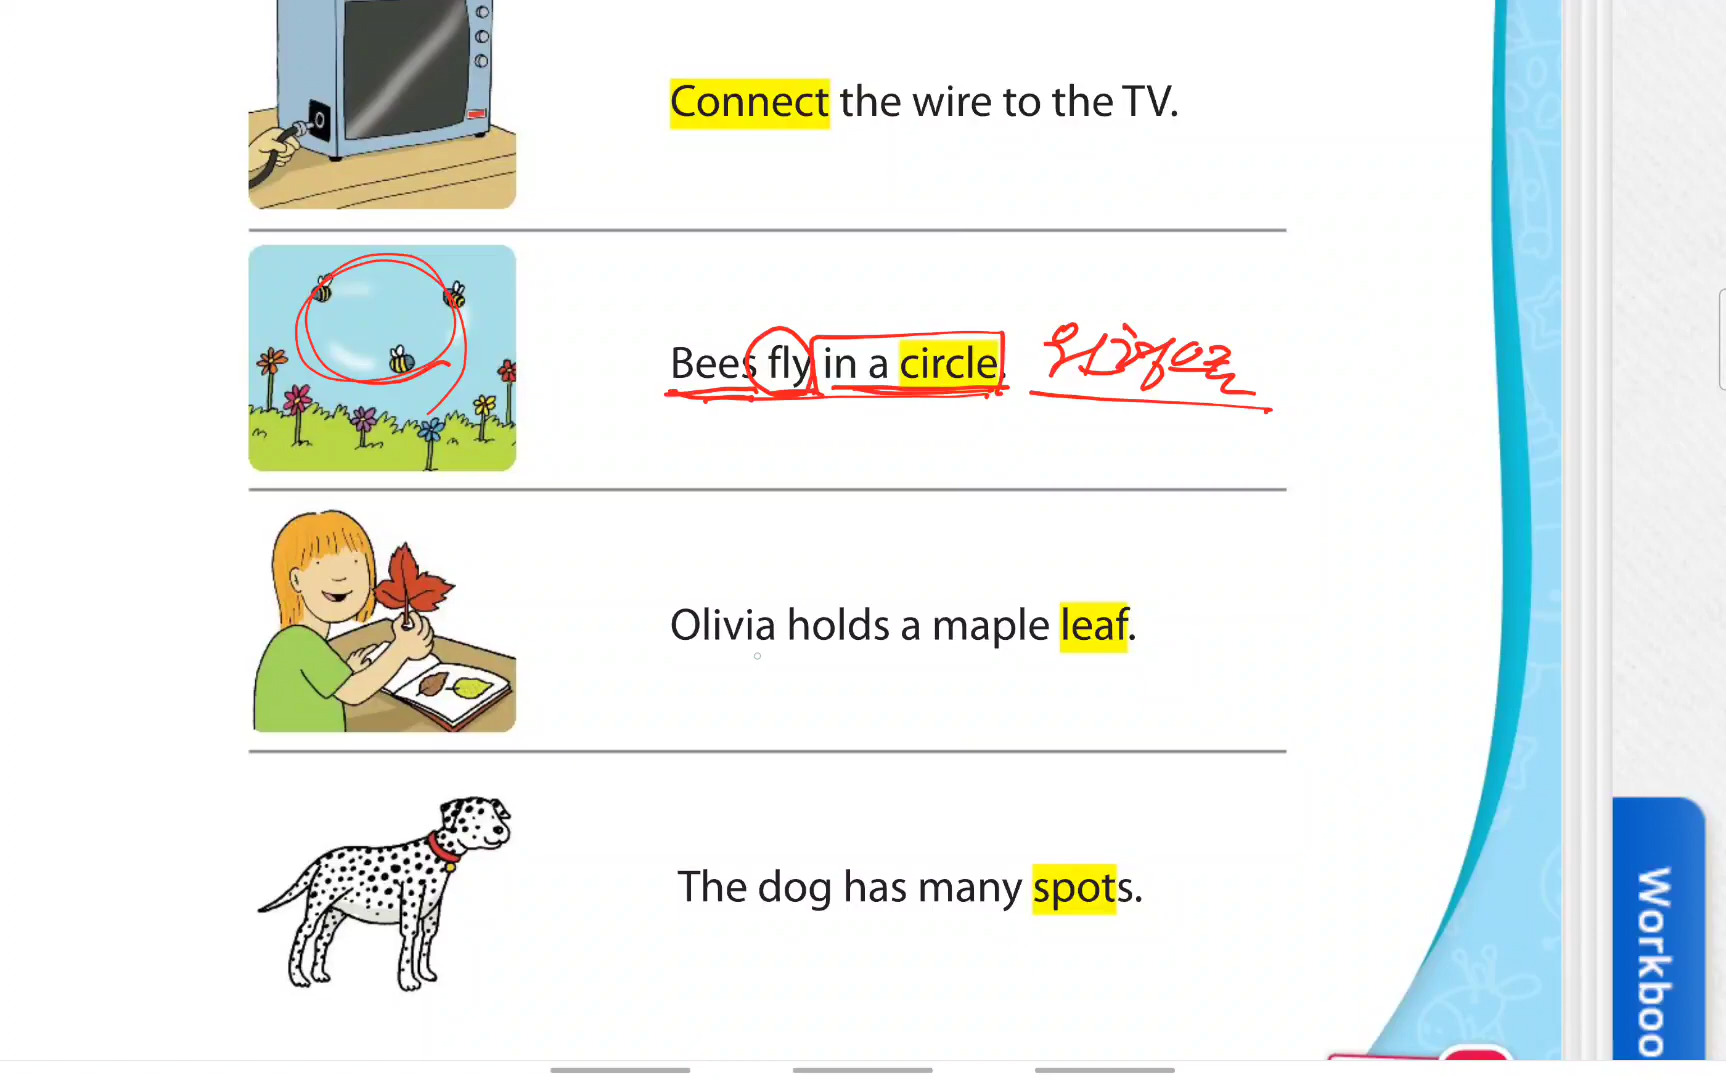 Connect the wire to the TV.
Bees fly in a circle.
Olivia holds a maple leaf.
The dog has many spots.
Workboo